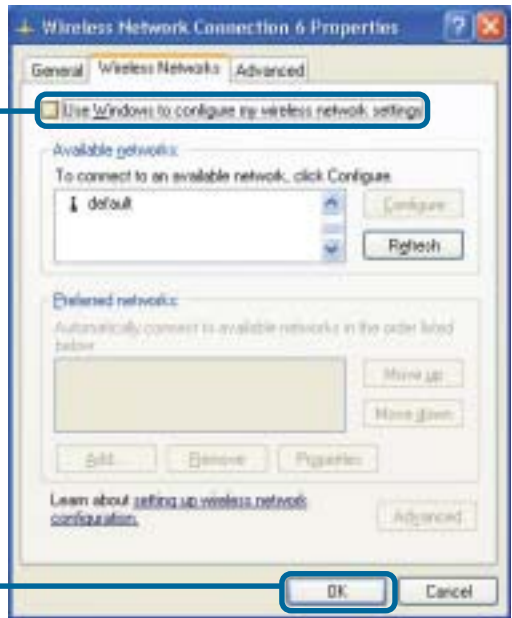 Wireless Network Connection 6 Properties
General Wireless Networks Advanced
Use Windows to configure my wireless network settings
Available networks:
To connect to an available network, click Configure.
default
Configure
Refresh
Preferred networks:
Automatically connect to available networks in the order listed
below:
Move up
Move down
Add... Remove Properties
Learn about setting up wireless network
configuration.
Advanced
OK Cancel